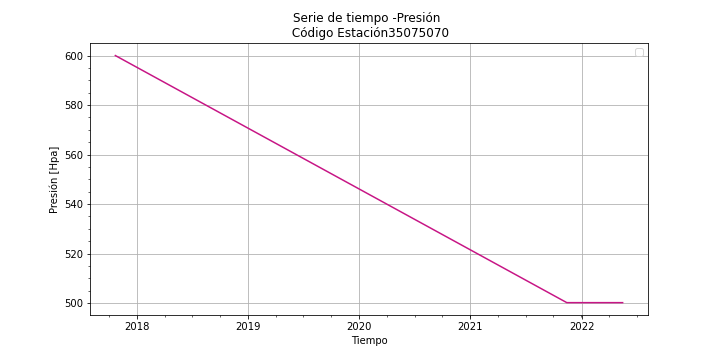 Serie de tiempo -Presión
Código Estación35075070
600
580
560
540
520
500
Presión [Hpa]
2018
2019
2020
2021
2022
Tiempo